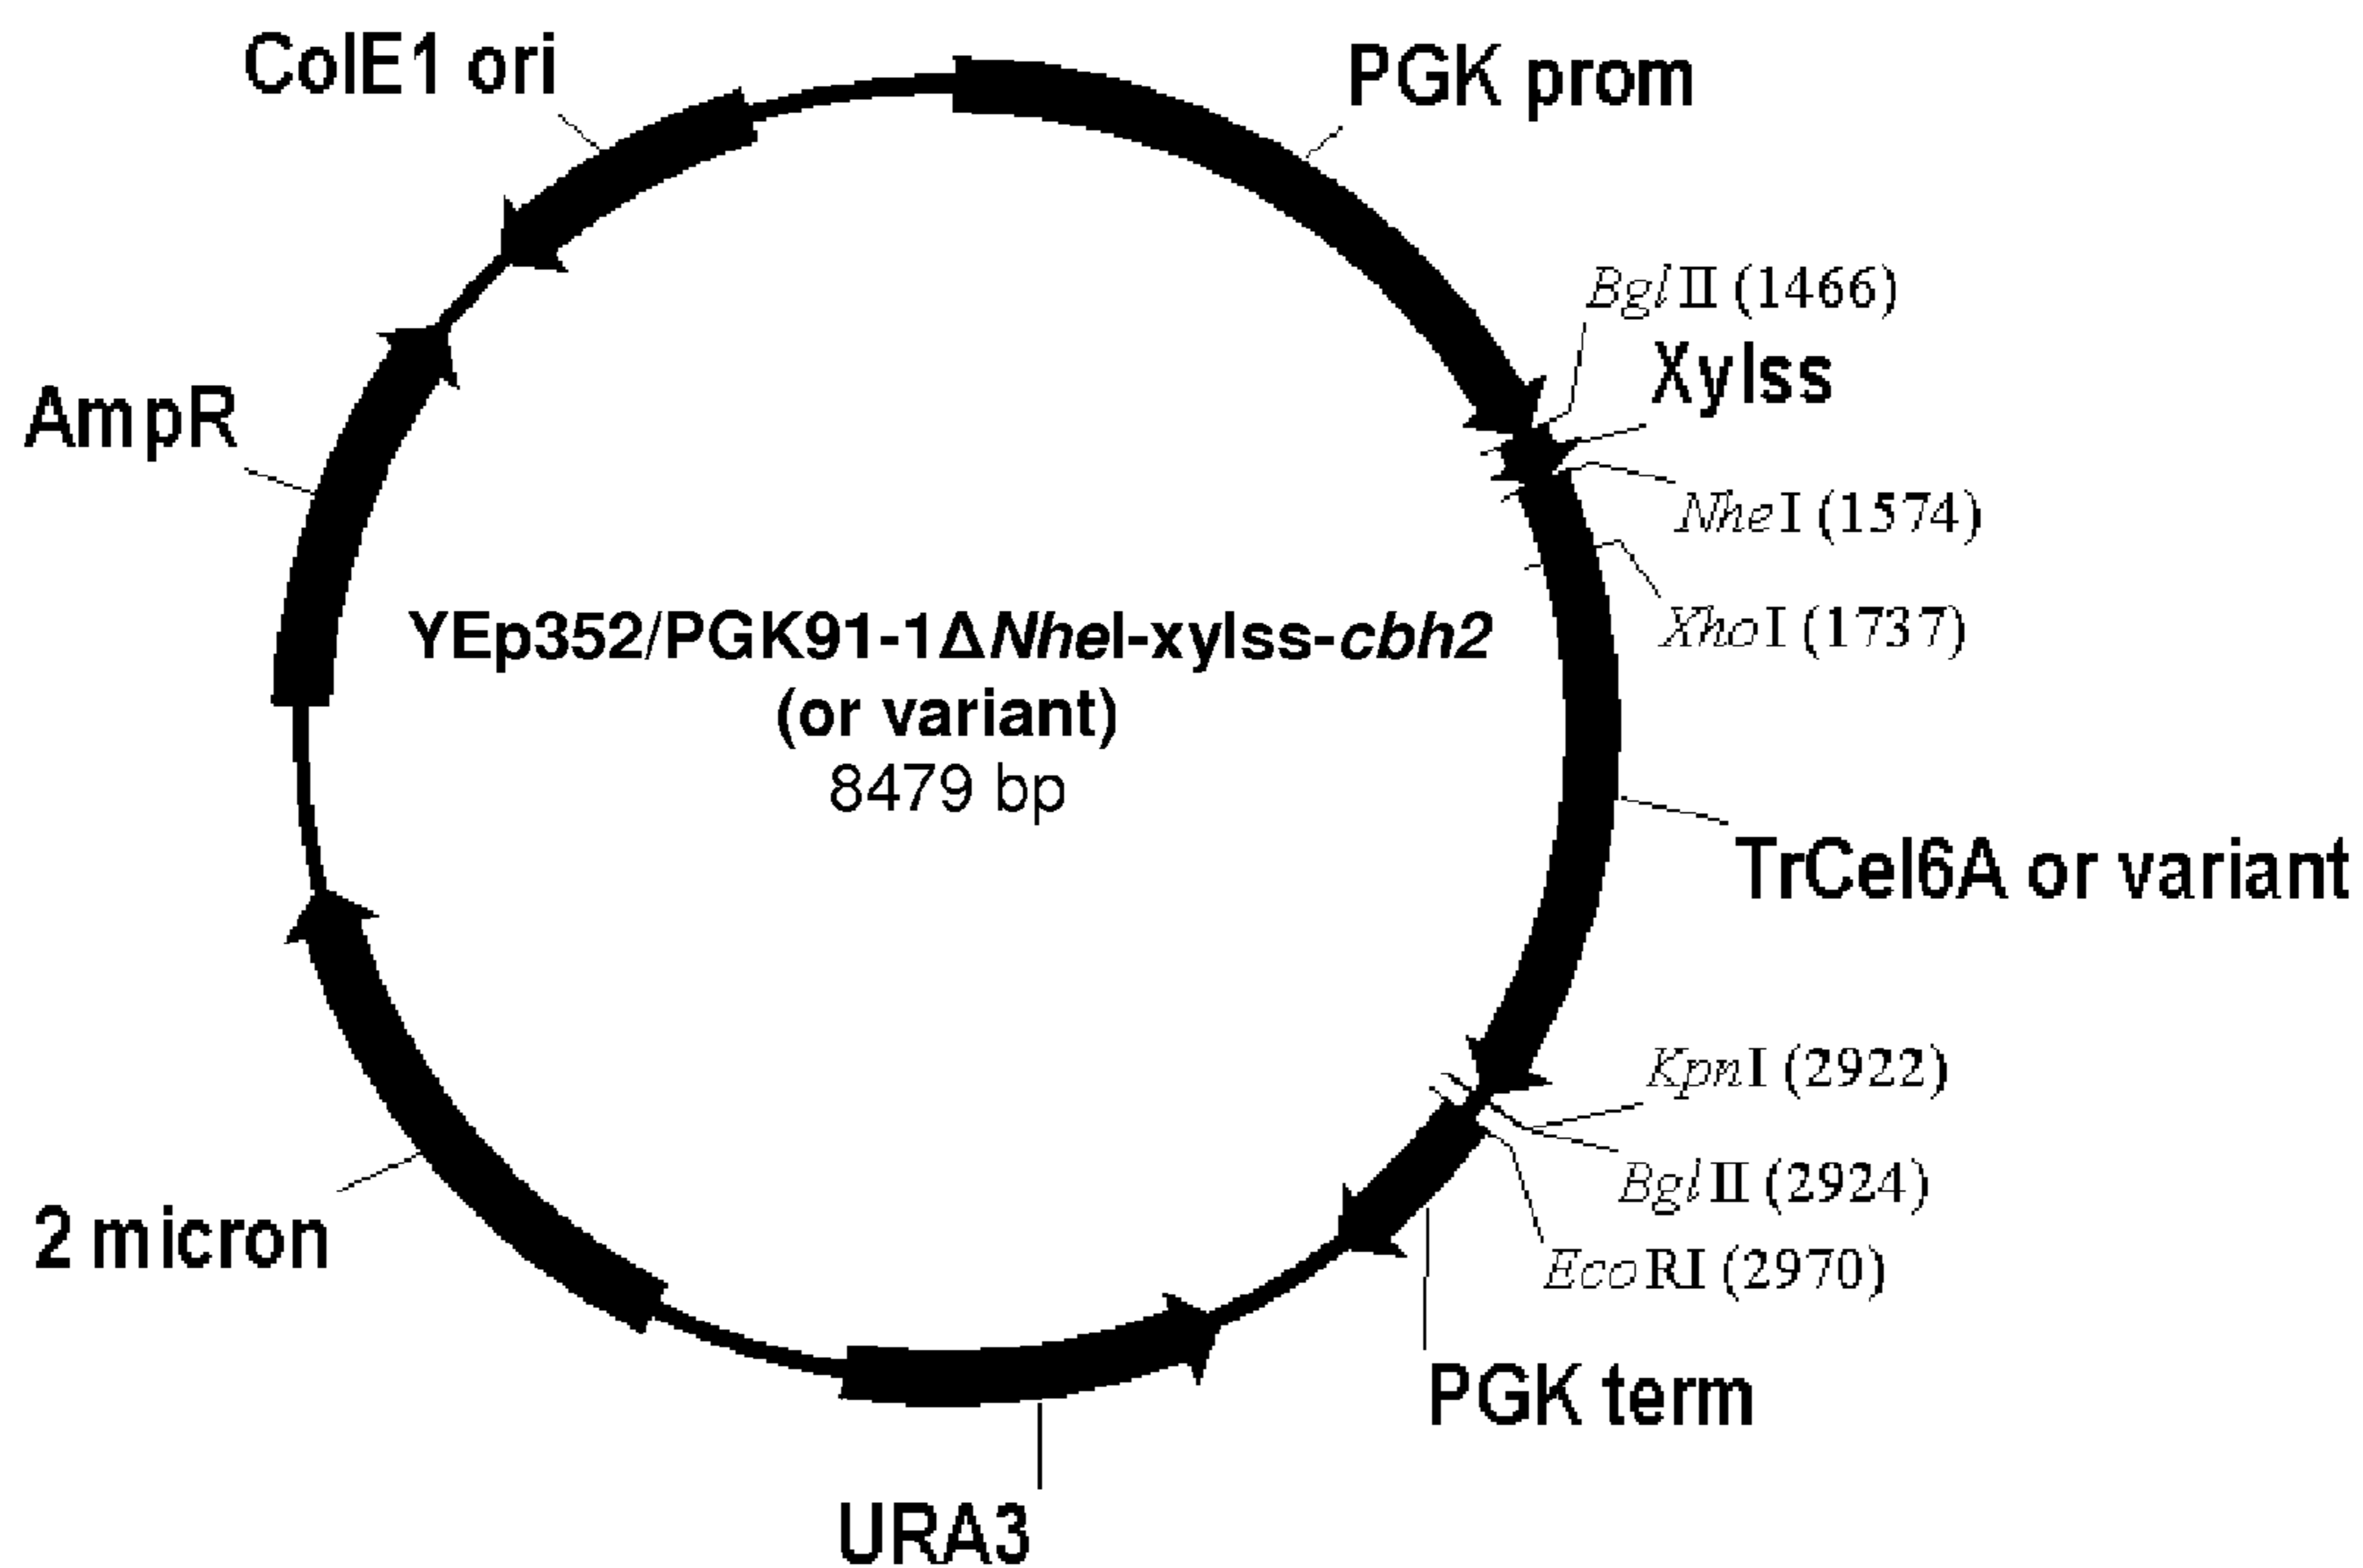 ColE1 ori
PGK prom
BglII (1466)
Xylss
AmpR
NheI (1574)
XhoI (1737)
YEp352/PGK91-1ΔNheI-xylss-cbh2
(or variant)
8479 bp
TrCel6A or variant
KpnI (2922)
BglII (2924)
2 micron
EcoRI (2970)
PGK term
URA3